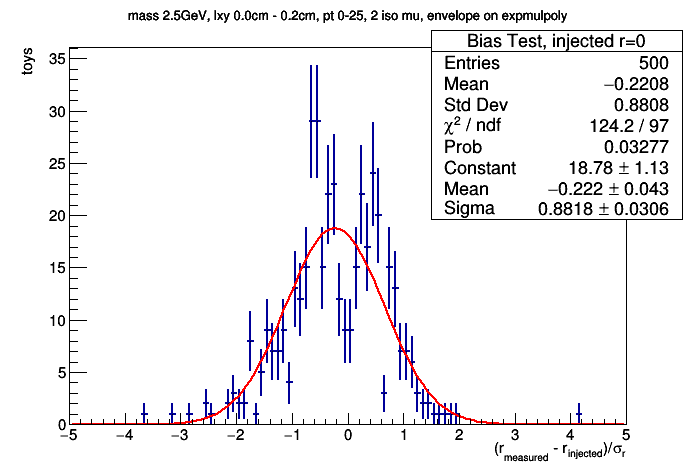 mass 2.5GeV, lxy 0.0cm - 0.2cm, pt 0-25, 2 iso mu, envelope on expmulpoly
Bias Test, injected r=0
Entries 500
Mean −0.2208
Std Dev 0.8808
χ² / ndf 124.2 / 97
Prob 0.03277
Constant 18.78 ± 1.13
Mean −0.222 ± 0.043
Sigma 0.8818 ± 0.0306
toys
35
30
25
20
15
10
5
0
−5 −4 −3 −2 −1 0 1 2 3 4 5
(r_measured - r_injected)/σ_r